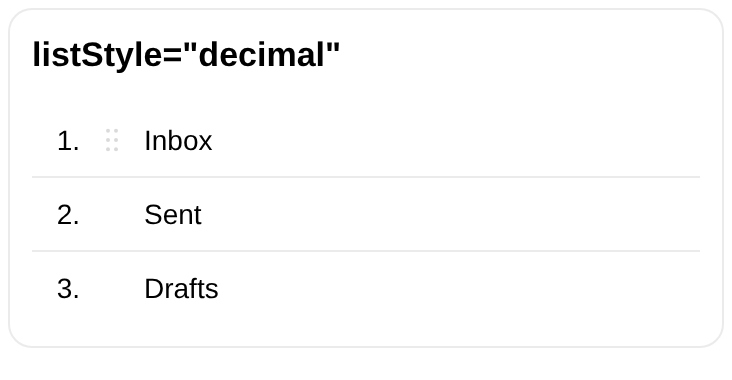 listStyle="decimal"
1. Inbox
2. Sent
3. Drafts